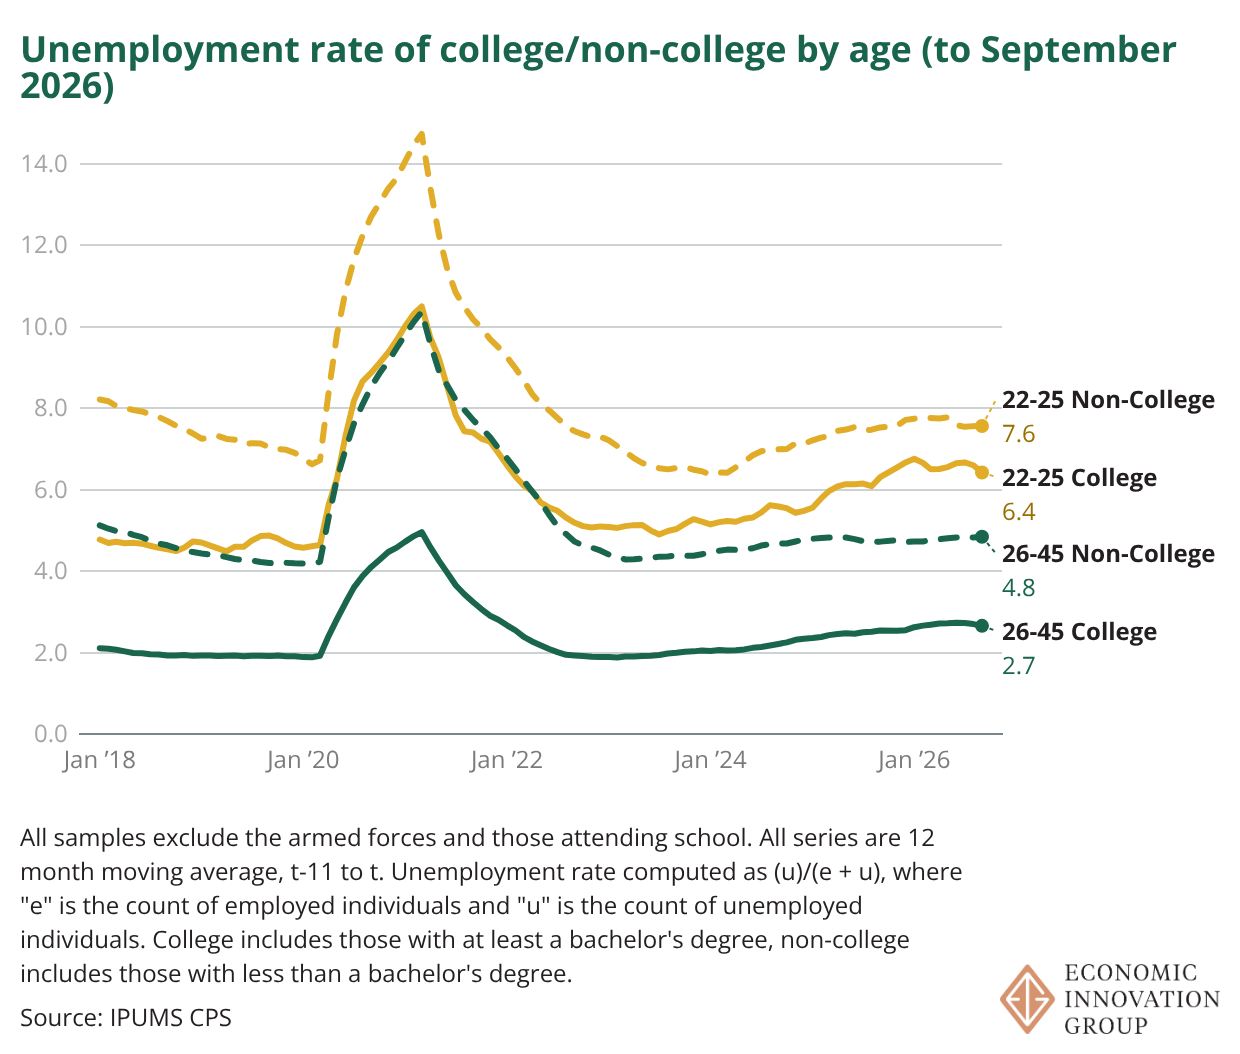 Unemployment rate of college/non-college by age (to September
2026)
14.0
12.0
10.0
8.0
6.0
4.0
2.0
0.0
22-25 Non-College
7.6
22-25 College
6.4
26-45 Non-College
4.8
26-45 College
2.7
Jan ’18 Jan ’20 Jan ’22 Jan ’24 Jan ’26
All samples exclude the armed forces and those attending school. All series are 12
month moving average, t-11 to t. Unemployment rate computed as (u)/(e + u), where
"e" is the count of employed individuals and "u" is the count of unemployed
individuals. College includes those with at least a bachelor's degree, non-college
includes those with less than a bachelor's degree.
Source: IPUMS CPS
ECONOMIC
INNOVATION
GROUP